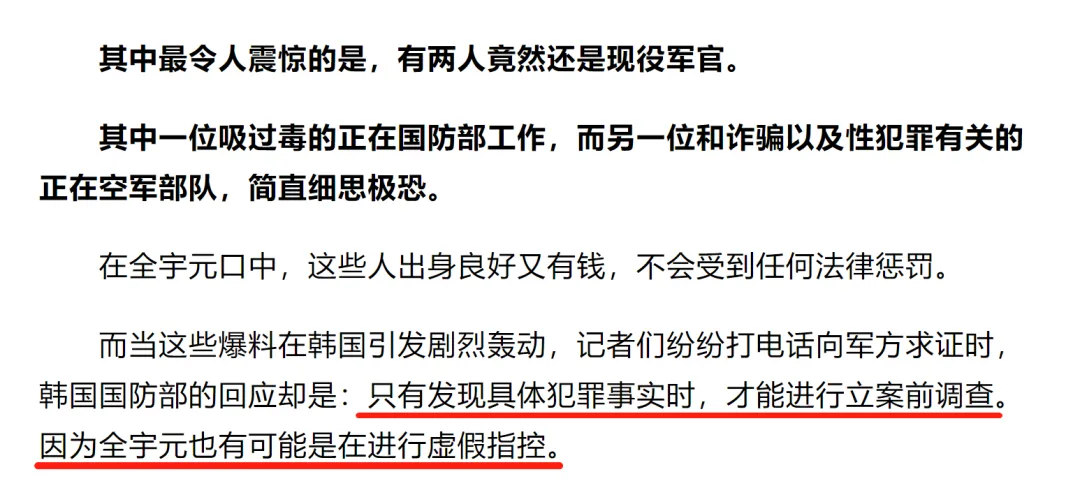 其中最令人震惊的是，有两人竟然还是现役军官。
其中一位吸过毒的正在国防部工作，而另一位和诈骗以及性犯罪有关的
正在空军部队，简直细思极恐。
在全宇元口中，这些人出身良好又有钱，不会受到任何法律惩罚。
而当这些爆料在韩国引发剧烈轰动，记者们纷纷打电话向军方求证时，
韩国国防部的回应却是：只有发现具体犯罪事实时，才能进行立案前调查。
因为全宇元也有可能是在进行虚假指控。